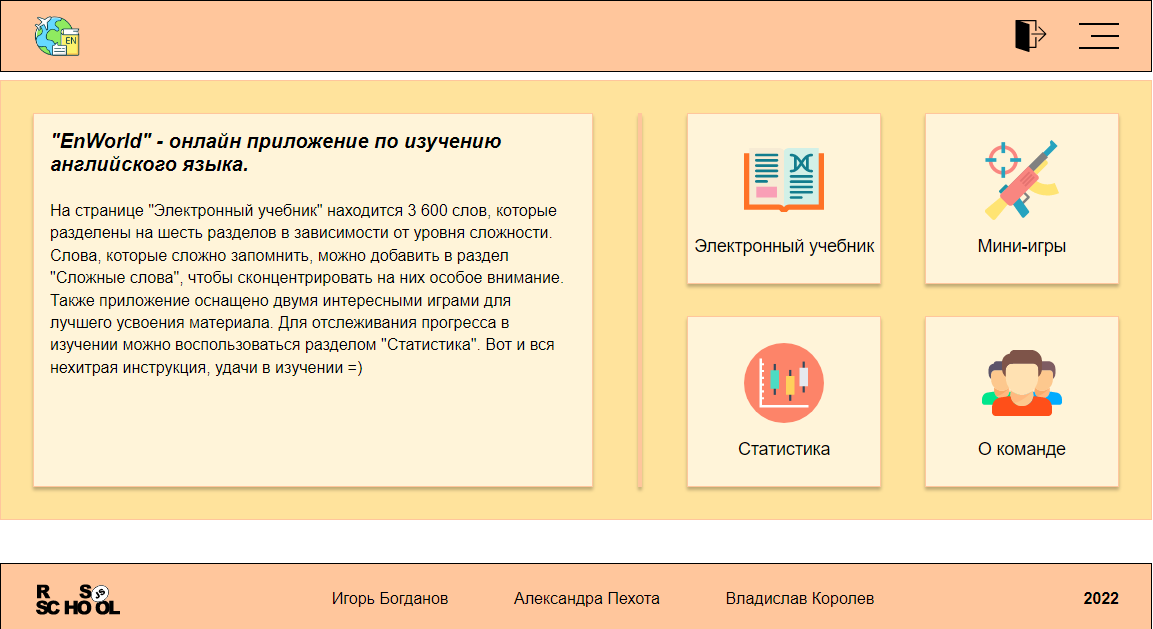 EN
"EnWorld" - онлайн приложение по изучению
английского языка.
На странице "Электронный учебник" находится 3 600 слов, которые
разделены на шесть разделов в зависимости от уровня сложности.
Слова, которые сложно запомнить, можно добавить в раздел
"Сложные слова", чтобы сконцентрировать на них особое внимание.
Также приложение оснащено двумя интересными играми для
лучшего усвоения материала. Для отслеживания прогресса в
изучении можно воспользоваться разделом "Статистика". Вот и вся
нехитрая инструкция, удачи в изучении =)
Электронный учебник
Мини-игры
Статистика
О команде
R S JS
SCHOOL
Игорь Богданов
Александра Пехота
Владислав Королев
2022